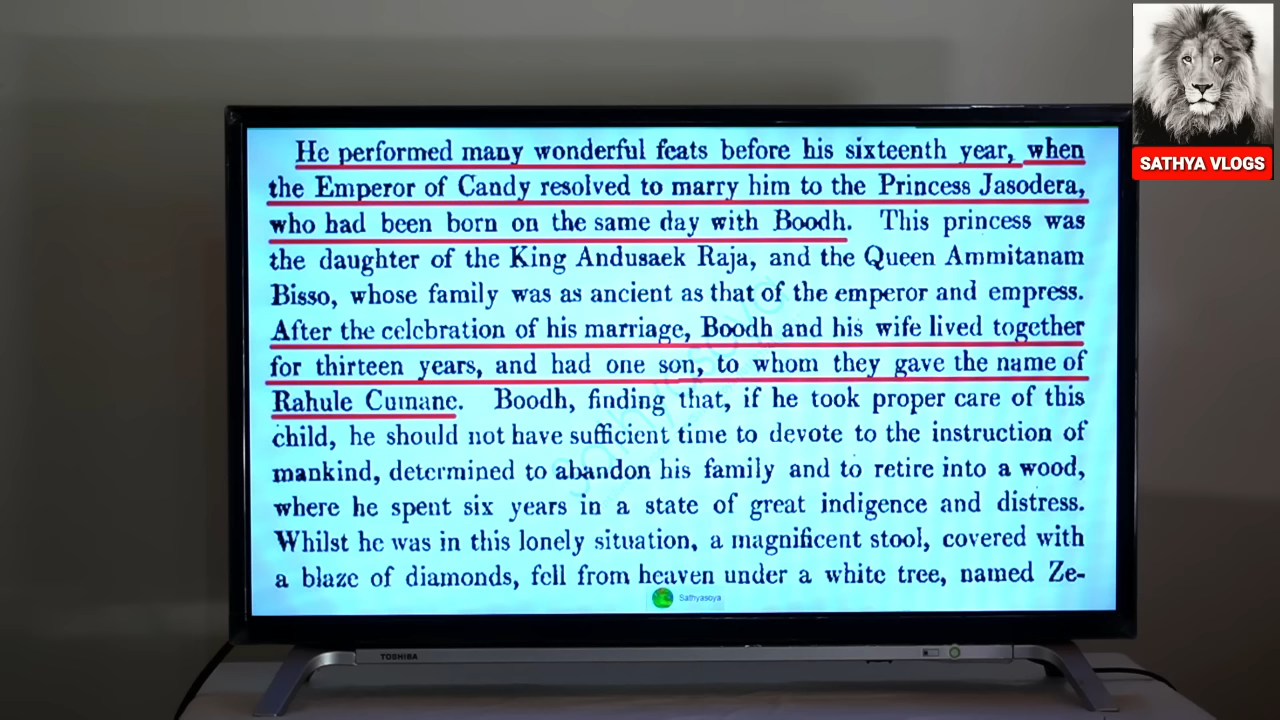 He performed many wonderful feats before his sixteenth year, when
the Emperor of Candy resolved to marry him to the Princess Jasodera,
who had been born on the same day with Boodh. This princess was
the daughter of the King Andusaek Raja, and the Queen Ammitanam
Bisso, whose family was as ancient as that of the emperor and empress.
After the celebration of his marriage, Boodh and his wife lived together
for thirteen years, and had one son, to whom they gave the name of
Rahule Cumane. Boodh, finding that, if he took proper care of this
child, he should not have sufficient time to devote to the instruction of
mankind, determined to abandon his family and to retire into a wood,
where he spent six years in a state of great indigence and distress.
Whilst he was in this lonely situation, a magnificent stool, covered with
a blaze of diamonds, fell from heaven under a white tree, named Ze-
Sathyasoya
Sathyasoya
TOSHIBA
SATHYA VLOGS